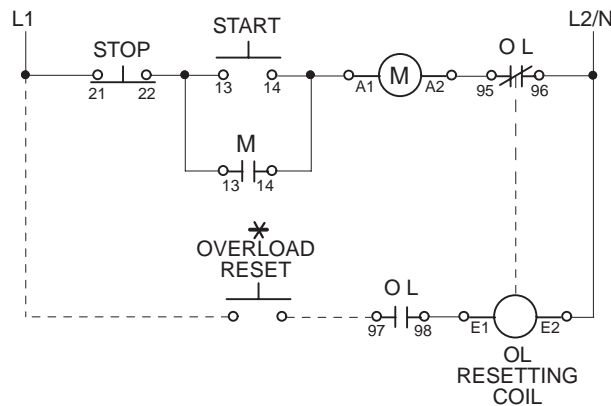 L1
L2/N
STOP
START
O L
21 22
13 14
A1 M A2
95 96
M
13 14
*
OVERLOAD
RESET
O L
97 98
E1 E2
OL
RESETTING
COIL